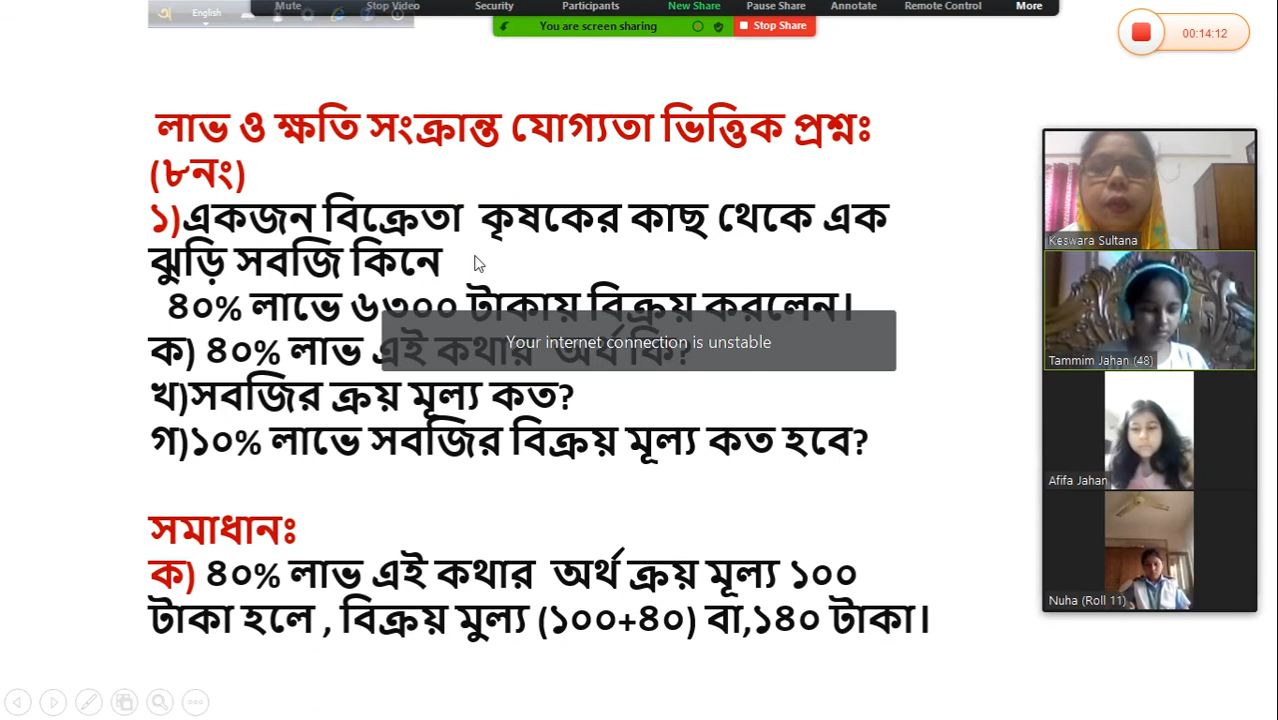 অ English
Mute Stop Video Security Participants New Share Pause Share Annotate Remote Control More
You are screen sharing Stop Share
00:14:12
লাভ ও ক্ষতি সংক্রান্ত যোগ্যতা ভিত্তিক প্রশ্নঃ
(৮নং)
১)একজন বিক্রেতা কৃষকের কাছ থেকে এক
ঝুড়ি সবজি কিনে
৪০% লাভে ৬৩০০ টাকায় বিক্রয় করলেন।
Your internet connection is unstable
ক) ৪০% লাভ এই কথার অর্থ কি?
খ)সবজির ক্রয় মূল্য কত?
গ)১০% লাভে সবজির বিক্রয় মূল্য কত হবে?
সমাধানঃ
ক) ৪০% লাভ এই কথার অর্থ ক্রয় মূল্য ১০০
টাকা হলে , বিক্রয় মুল্য (১০০+৪০) বা,১৪০ টাকা।
Keswara Sultana
Tammim Jahan (48)
Afifa Jahan
Nuha (Roll 11)